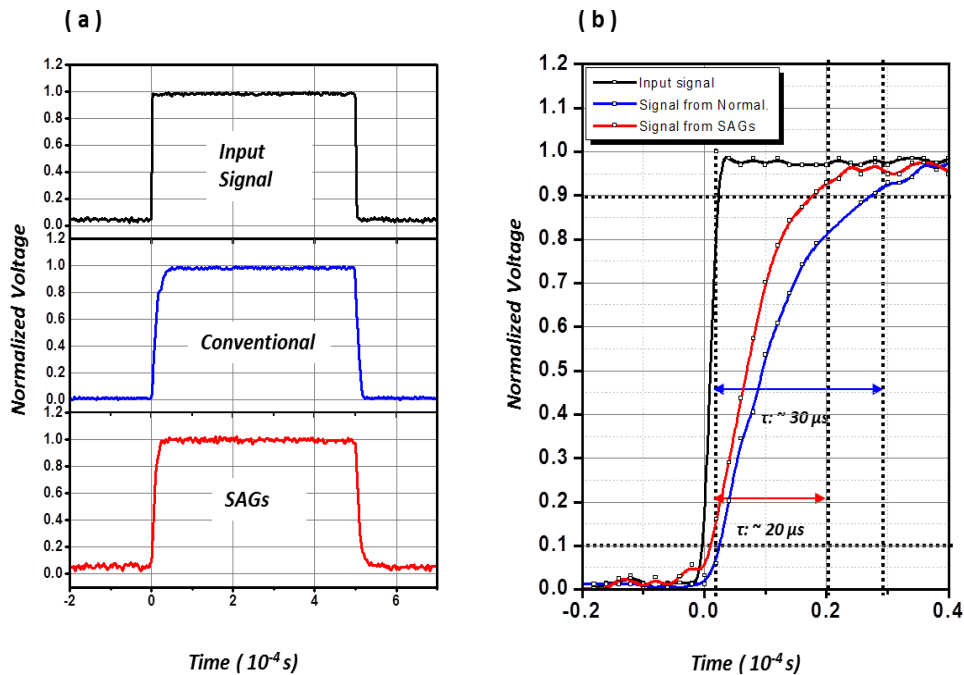 ( a )
1.2
1.0
0.8
0.6
0.4
0.2
0.0
Input
Signal
1.2
1.0
0.8
0.6
0.4
0.2
0.0
Conventional
1.2
1.0
0.8
0.6
0.4
0.2
0.0
SAGs
-2
0
2
4
6
Normalized Voltage
Time ( 10⁻⁴ s)
( b )
Input signal
Signal from Normal.
Signal from SAGs
1.2
1.1
1.0
0.9
0.8
0.7
0.6
0.5
0.4
0.3
0.2
0.1
0.0
τ: ~ 30 μs
τ: ~ 20 μs
-0.2
0.0
0.2
0.4
Normalized Voltage
Time ( 10⁻⁴ s)